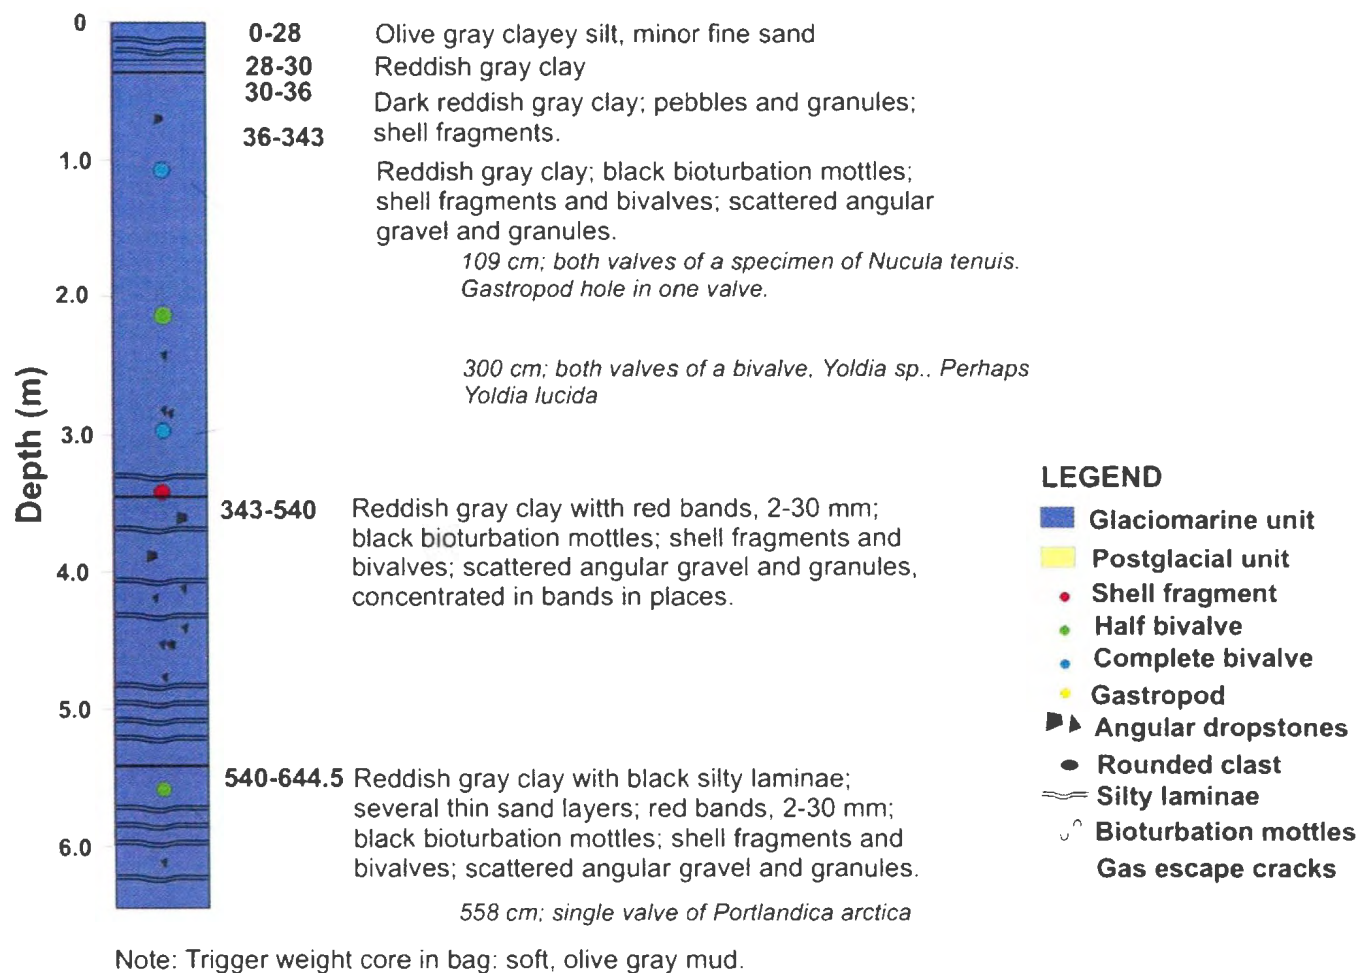 0
0-28 Olive gray clayey silt, minor fine sand
28-30 Reddish gray clay
30-36 Dark reddish gray clay; pebbles and granules;
36-343 shell fragments.
1.0
Reddish gray clay; black bioturbation mottles;
shell fragments and bivalves; scattered angular
gravel and granules.
109 cm; both valves of a specimen of Nucula tenuis.
Gastropod hole in one valve.
2.0
300 cm; both valves of a bivalve, Yoldia sp.. Perhaps
Yoldia lucida
Depth (m)
3.0
343-540 Reddish gray clay witth red bands, 2-30 mm;
black bioturbation mottles; shell fragments and
bivalves; scattered angular gravel and granules,
concentrated in bands in places.
4.0
5.0
540-644.5 Reddish gray clay with black silty laminae;
several thin sand layers; red bands, 2-30 mm;
black bioturbation mottles; shell fragments and
bivalves; scattered angular gravel and granules.
6.0
558 cm; single valve of Portlandica arctica
Note: Trigger weight core in bag: soft, olive gray mud.
LEGEND
Glaciomarine unit
Postglacial unit
Shell fragment
Half bivalve
Complete bivalve
Gastropod
Angular dropstones
Rounded clast
Silty laminae
Bioturbation mottles
Gas escape cracks